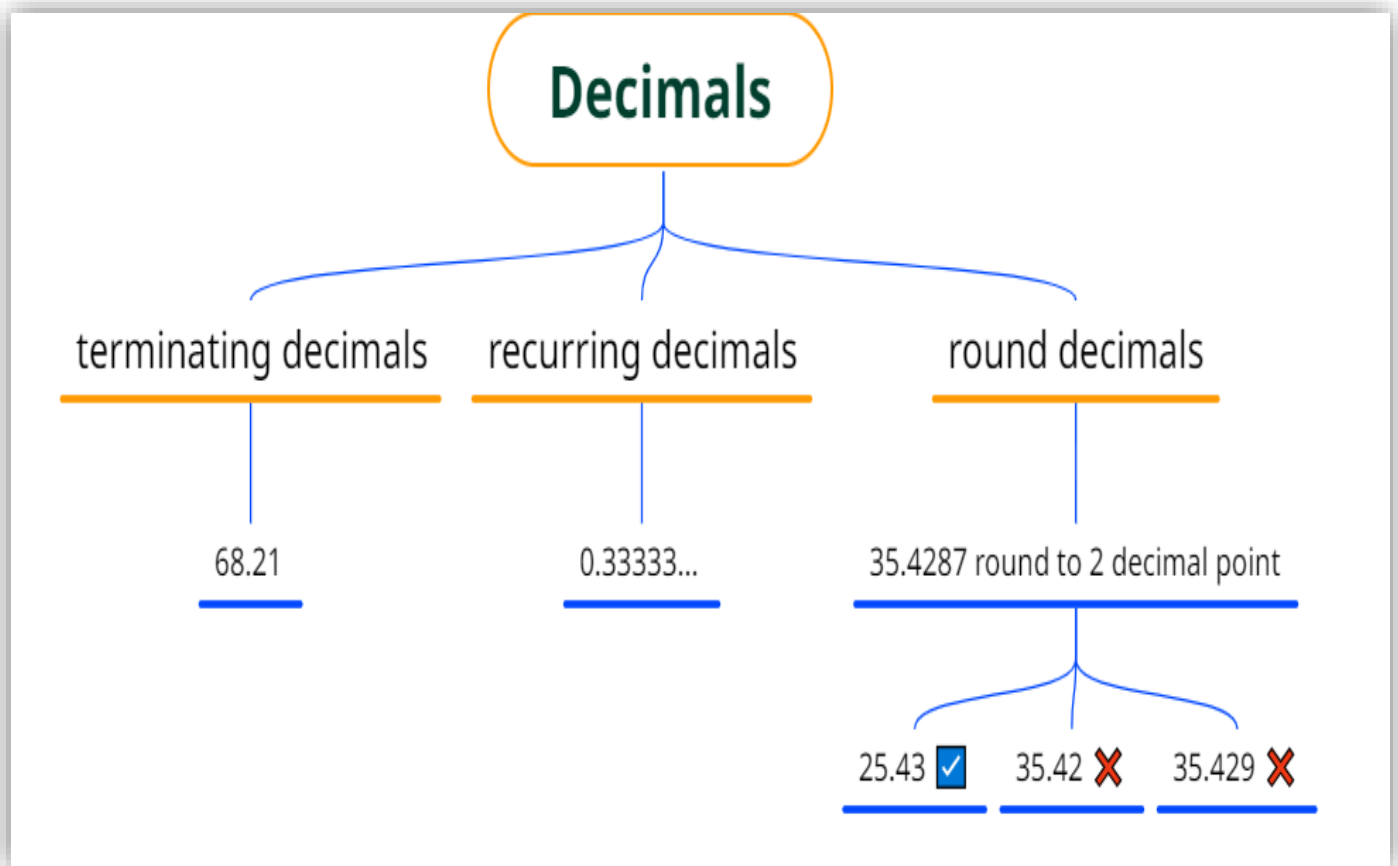 Decimals
terminating decimals
recurring decimals
round decimals
68.21
0.33333...
35.4287 round to 2 decimal point
25.43 ☑
35.42 ❌
35.429 ❌